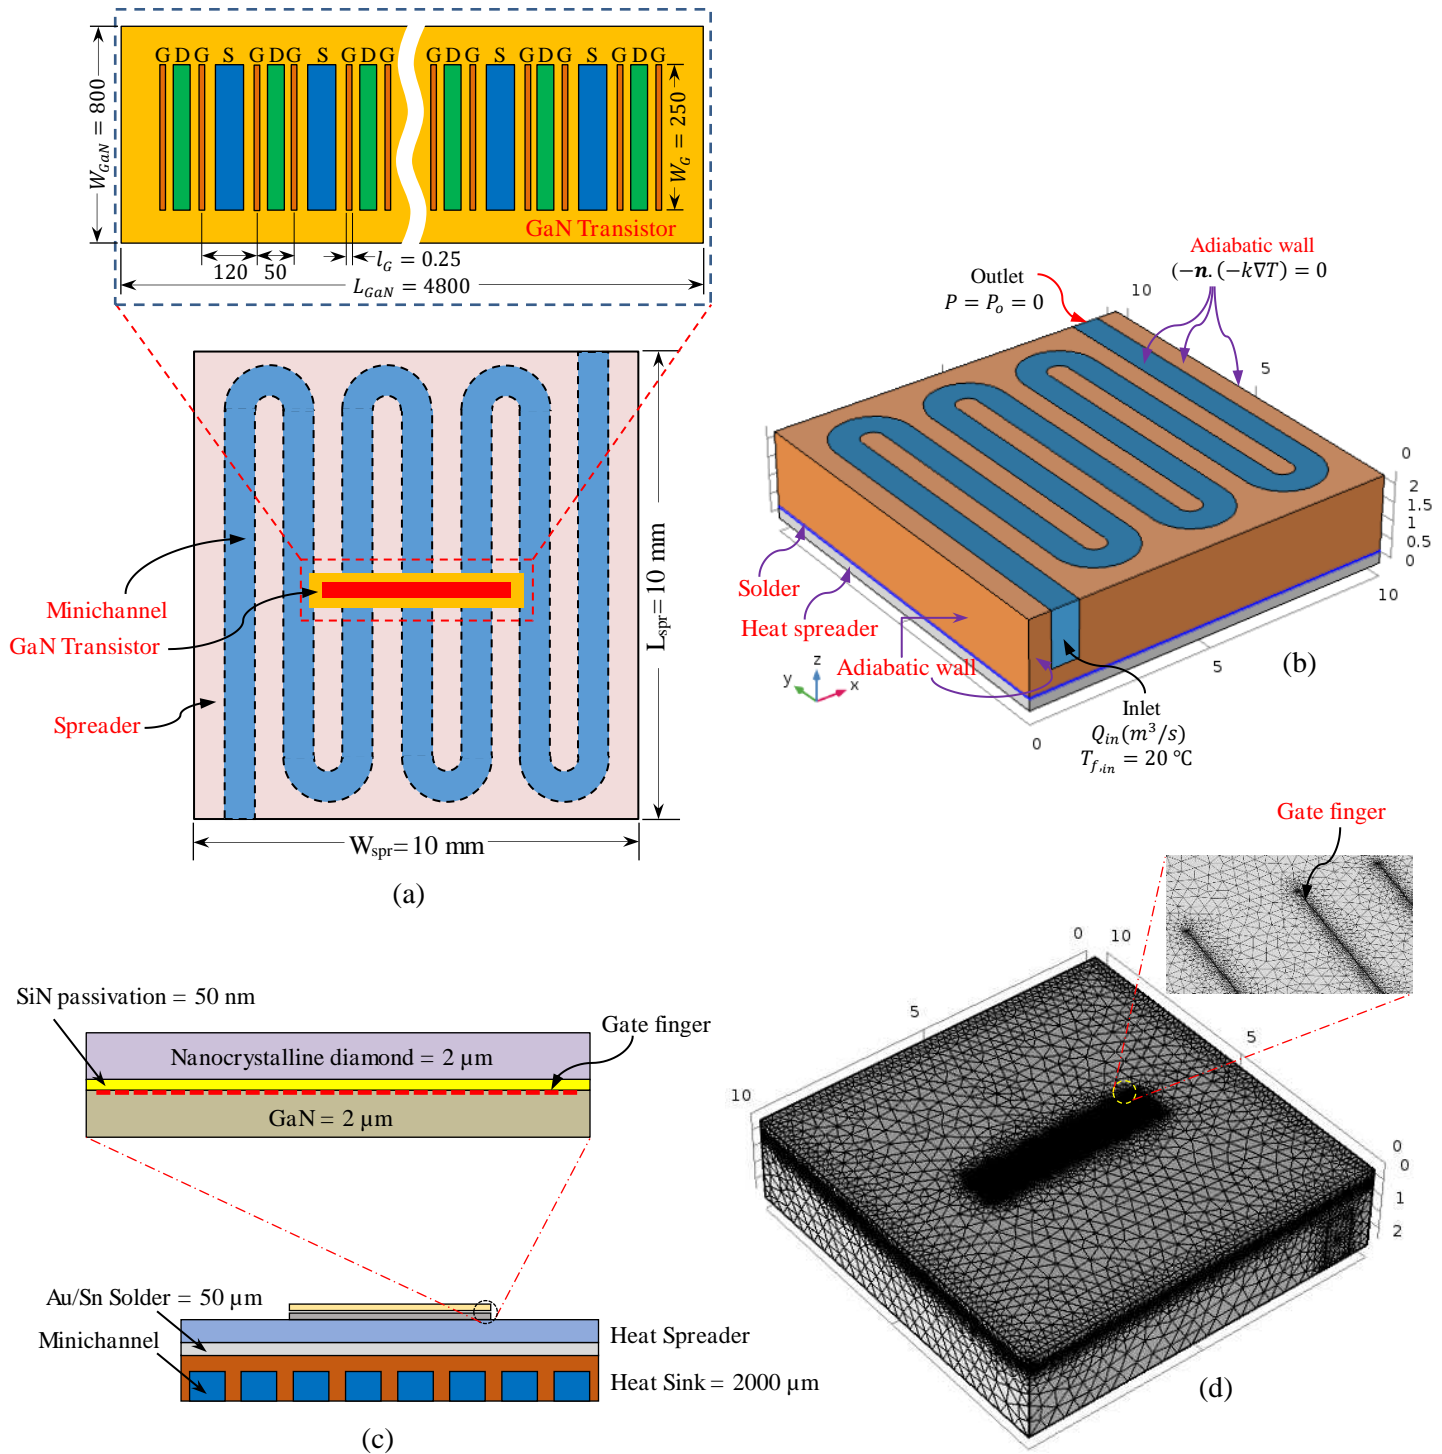 G D G S G D G S G D G G D G S G D G S G D G
W_GaN = 800
W_G = 250
GaN Transistor
120
50
l_G = 0.25
L_GaN = 4800
Minichannel
GaN Transistor
Spreader
L_spr= 10 mm
W_spr= 10 mm
(a)
Adiabatic wall
(−n. (−k∇T) = 0
Outlet
P = P_o = 0
10
5
0
2
1.5
1
0.5
0
10
5
0
Solder
Heat spreader
Adiabatic wall
z
y
x
Inlet
Q_in(m³/s)
T_f,in = 20 °C
(b)
SiN passivation = 50 nm
Gate finger
Nanocrystalline diamond = 2 µm
GaN = 2 µm
Au/Sn Solder = 50 µm
Minichannel
Heat Spreader
Heat Sink = 2000 µm
(c)
Gate finger
0
10
5
5
10
0
0
1
2
(d)